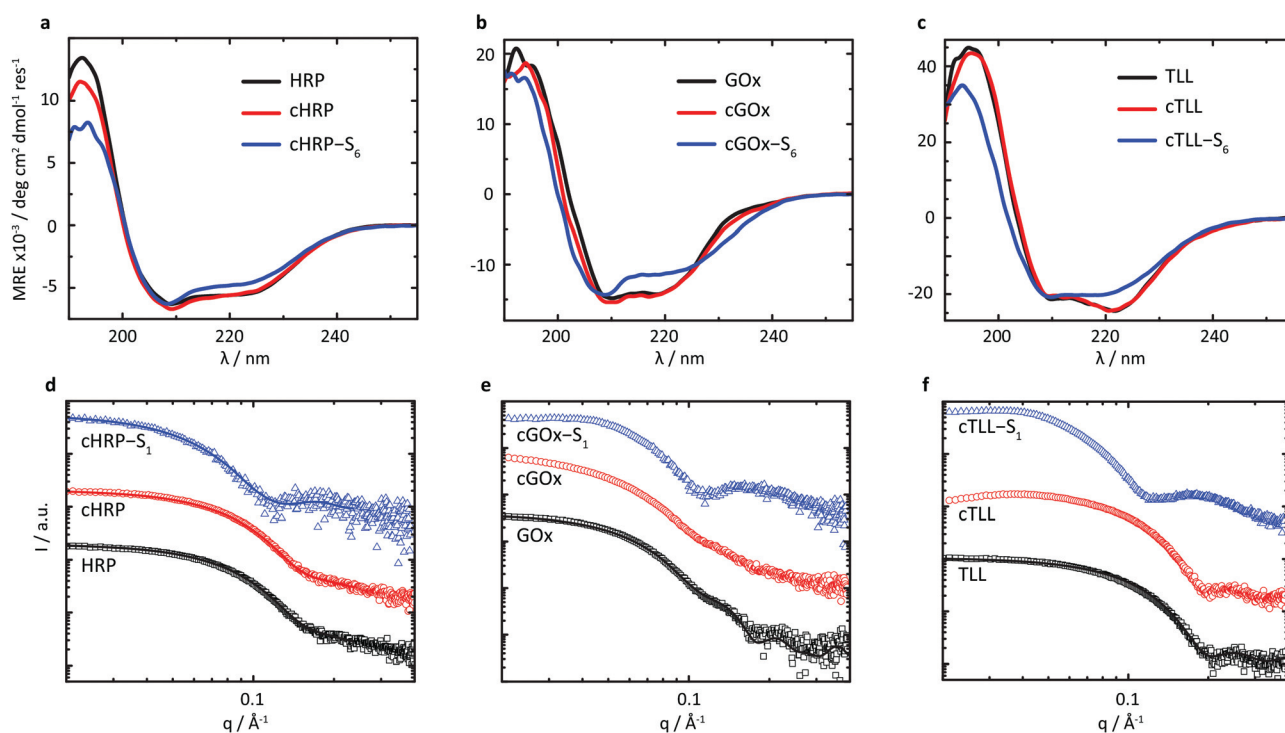 a
b
c
MRE x10⁻³ / deg cm² dmol⁻¹ res⁻¹
10
5
0
-5
HRP
cHRP
cHRP–S₆
200
220
240
λ / nm
20
10
0
-10
GOx
cGOx
cGOx–S₆
200
220
240
λ / nm
40
20
0
-20
TLL
cTLL
cTLL–S₆
200
220
240
λ / nm
d
e
f
I / a.u.
cHRP–S₁
cHRP
HRP
0.1
q / Å⁻¹
cGOx–S₁
cGOx
GOx
0.1
q / Å⁻¹
cTLL–S₁
cTLL
TLL
0.1
q / Å⁻¹